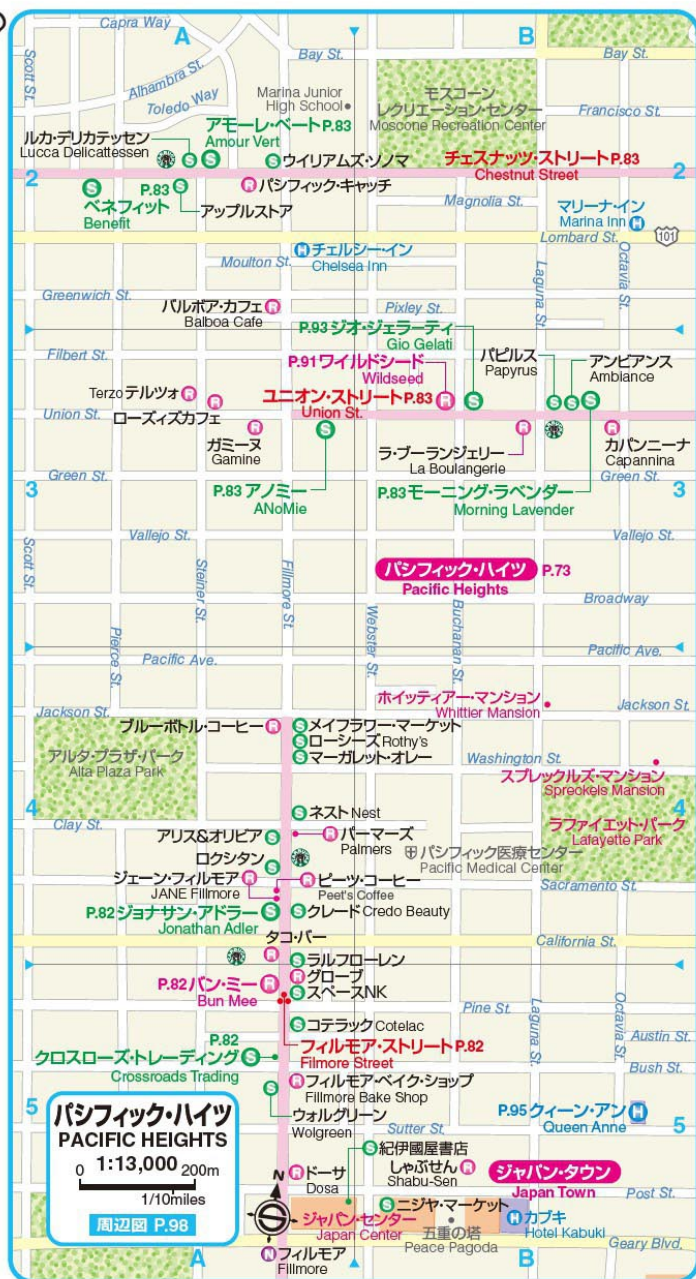 Capra Way
A
B
Scott St.
Bay St.
Bay St.
Alhambra St.
Toledo Way
Marina Junior
High School
モスコーン
レクリエーション・センター
Moscone Recreation Center
Francisco St.
ルカ・デリカテッセン
Lucca Delicattessen
アモーレ・ベート P.83
Amour Vert
ウイリアムズ・ソノマ
チェスナッツ・ストリート P.83
Chestnut Street
2
2
ベネフィット
Benefit
P.83
アップルストア
パシフィック・キャッチ
Magnolia St.
マリーナ・イン
Marina Inn
チェルシー・イン
Chelsea Inn
Lombard St.
101
Moulton St.
Greenwich St.
バルボア・カフェ
Balboa Cafe
Pixley St.
Laguna St.
Octavia St.
Filbert St.
P.93 ジオ・ジェラーティ
Gio Gelati
P.91 ワイルドシード
Wildseed
パピルス
Papyrus
アンビアンス
Ambiance
Terzo テルツォ
ユニオン・ストリート P.83
Union St.
Union St.
ローズィズカフェ
ガミーヌ
Gamine
ラ・ブーランジェリー
La Boulangerie
カパンニーナ
Capannina
Green St.
Green St.
3
3
P.83 アノミー
ANoMie
P.83 モーニング・ラベンダー
Morning Lavender
Vallejo St.
Vallejo St.
Scott St.
Steiner St.
Fillmore St.
パシフィック・ハイツ P.73
Pacific Heights
Broadway
Pierce St.
Webster St.
Buchanan St.
Pacific Ave.
Pacific Ave.
ホイッティアー・マンション
Whittier Mansion
Jackson St.
Jackson St.
ブルーボトル・コーヒー
メイフラワー・マーケット
ローシーズ Rothy's
マーガレット・オレー
アルタ・プラザ・パーク
Alta Plaza Park
Washington St.
スプレックルズ・マンション
Spreckels Mansion
4
4
ネスト Nest
ラファイエット・パーク
Lafayette Park
Clay St.
アリス&オリビア
パーマーズ
Palmers
ロクシタン
パシフィック医療センター
Pacific Medical Center
ジェーン・フィルモア
JANE Fillmore
ピーツ・コーヒー
Peet's Coffee
Sacramento St.
P.82 ジョナサン・アドラー
Jonathan Adler
クレード Credo Beauty
タコ・バー
California St.
ラルフローレン
グローブ
P.82 バン・ミー
Bun Mee
スペースNK
Pine St.
Laguna St.
Octavia St.
コテラック Cotelac
Austin St.
P.82
クロスローズ・トレーディング
Crossroads Trading
フィルモア・ストリート P.82
Filmore Street
Bush St.
フィルモア・ベイク・ショップ
Fillmore Bake Shop
5
5
ウォルグリーン
Wolgreen
P.95 クィーン・アン
Queen Anne
Sutter St.
パシフィック・ハイツ
PACIFIC HEIGHTS
1:13,000
0
200m
1/10miles
周辺図 P.98
紀伊國屋書店
しゃぶせん
Shabu-Sen
ジャパン・タウン
Japan Town
ドーサ
Dosa
Post St.
N
ニジヤ・マーケット
ジャパン・センター
Japan Center
五重の塔
Peace Pagoda
カブキ
Hotel Kabuki
Geary Blvd.
フィルモア
Fillmore
A
B